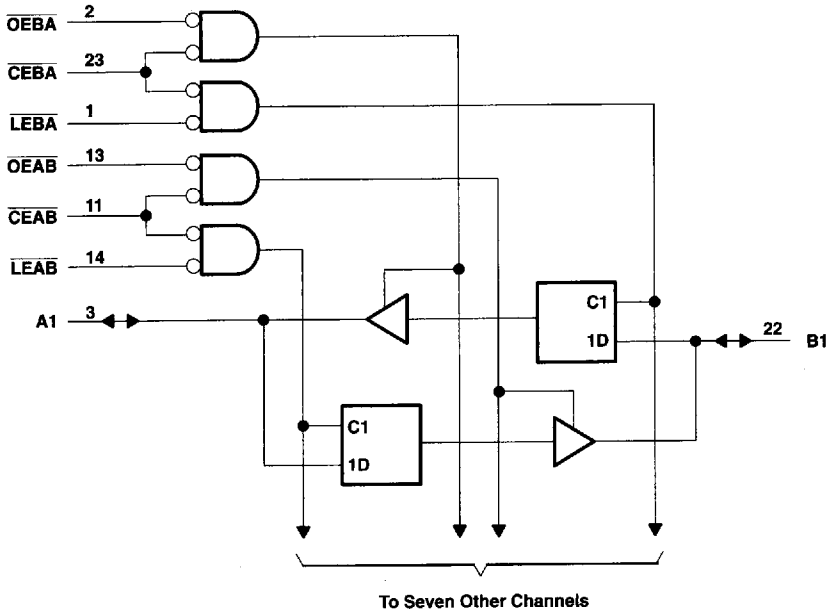 OEBA 2
CEBA 23
LEBA 1
OEAB 13
CEAB 11
LEAB 14
A1 3
C1
1D
22 B1
C1
1D
To Seven Other Channels